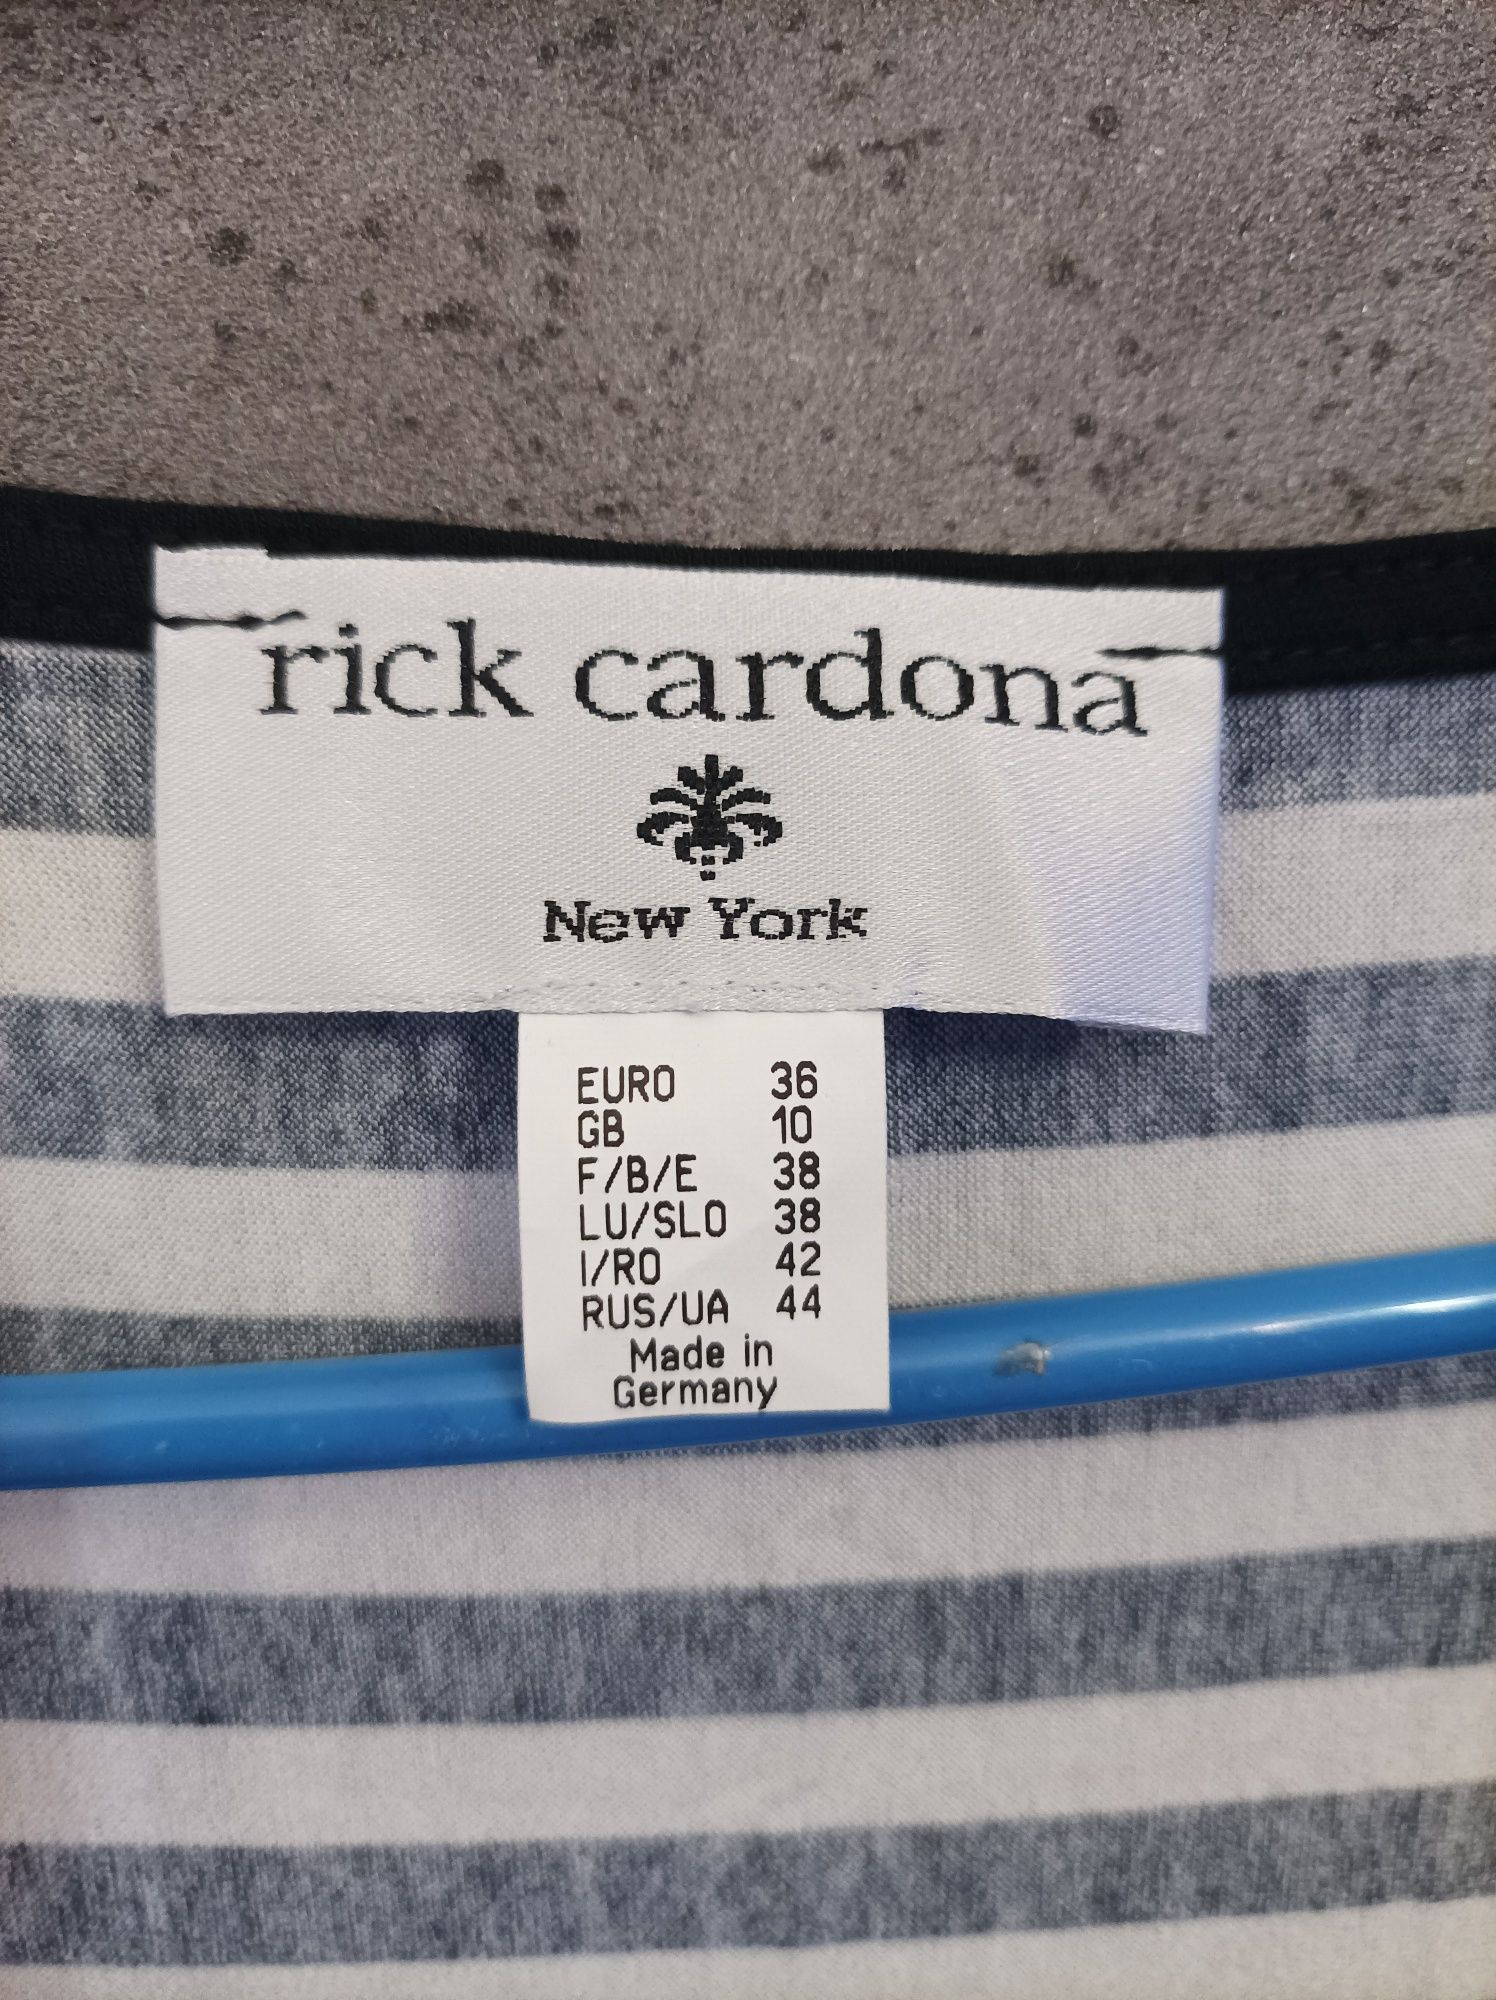 rick cardona
New York
EURO 36
GB 10
F/B/E 38
LU/SLO 38
I/RO 42
RUS/UA 44
Made in
Germany